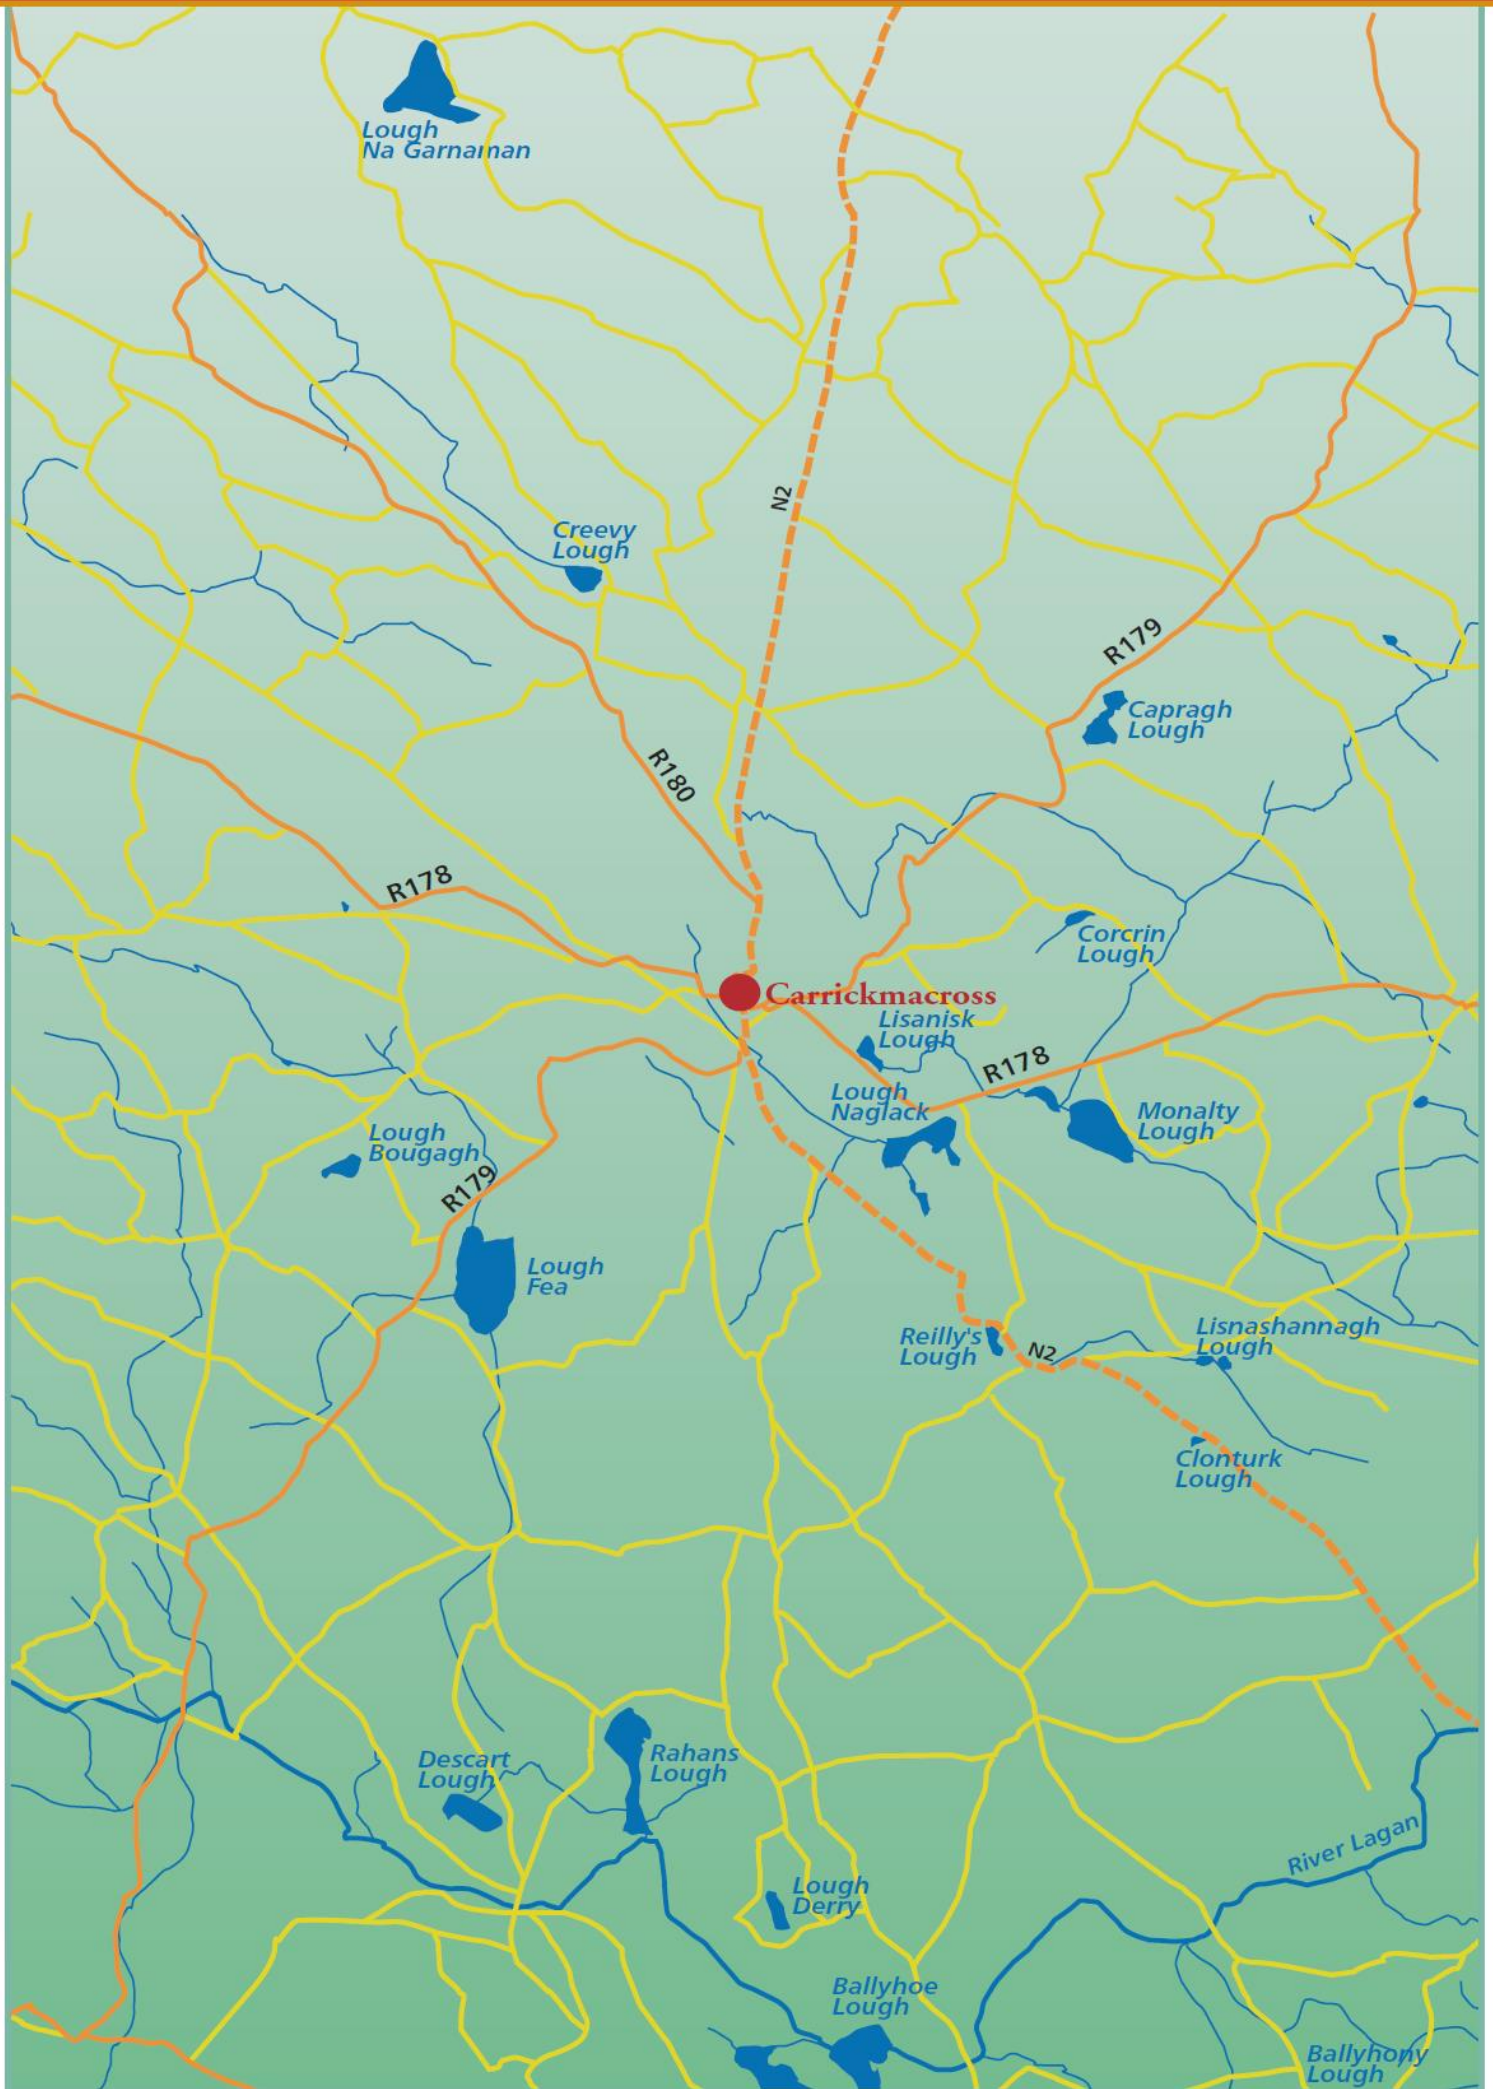 Lough
Na Garnaman
N2
Creevy
Lough
R179
Capragh
Lough
R180
R178
Corcrin
Lough
Carrickmacross
Lisanisk
Lough
R178
Lough
Naglack
Monalty
Lough
Lough
Bougagh
R179
Lough
Fea
Reilly's
Lough
N2
Lisnashannagh
Lough
Clonturk
Lough
Descart
Lough
Rahans
Lough
River Lagan
Lough
Derry
Ballyhoe
Lough
Ballyhony
Lough